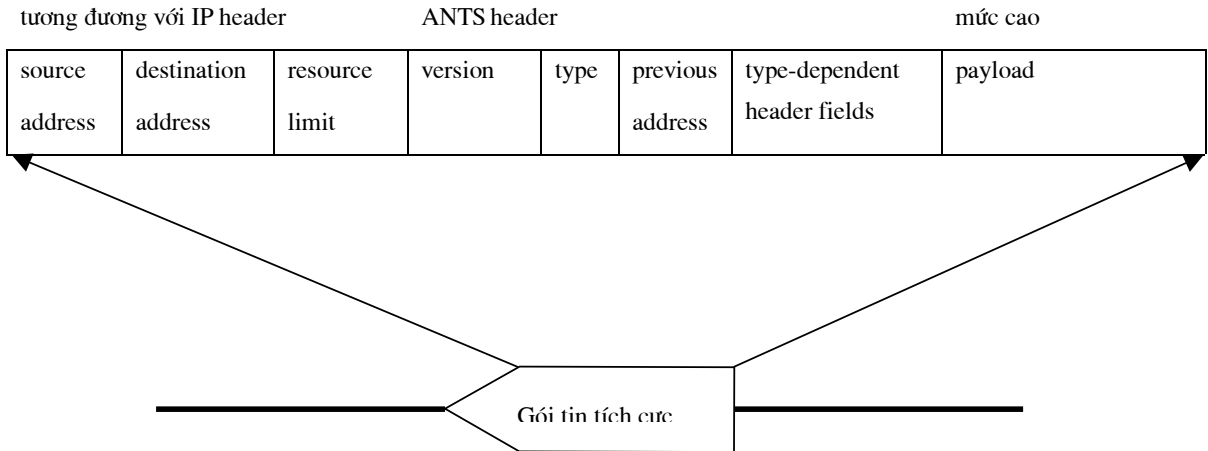 tương đương với IP header ANTS header mức cao
source address
destination address
resource limit
version
type
previous address
type-dependent header fields
payload
Gói tin tích cực